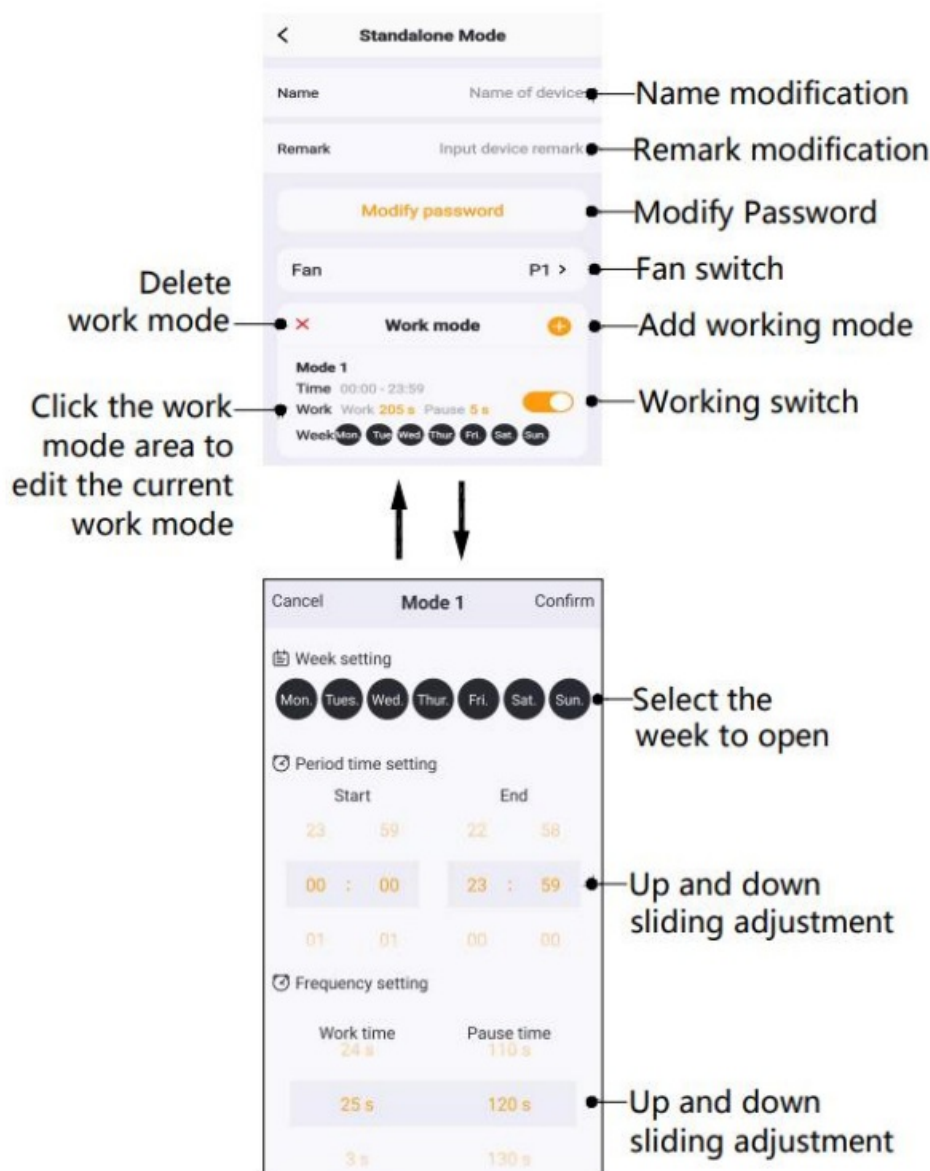 < Standalone Mode
Name Name of device
Name modification
Remark Input device remark
Remark modification
Modify password
Modify Password
Fan P1 >
Fan switch
Delete
work mode
× Work mode +
Add working mode
Mode 1
Time 00:00 - 23:59
Work Work 205 s Pause 5 s
Week Mon. Tue Wed. Thur. Fri. Sat. Sun.
Working switch
Click the work
mode area to
edit the current
work mode
Cancel Mode 1 Confirm
Week setting
Mon. Tues. Wed. Thur. Fri. Sat. Sun.
Select the
week to open
Period time setting
Start End
23 59 22 58
00 : 00 23 : 59
01 01 00 00
Up and down
sliding adjustment
Frequency setting
Work time Pause time
24 s 110 s
25 s 120 s
3 s 130 s
Up and down
sliding adjustment